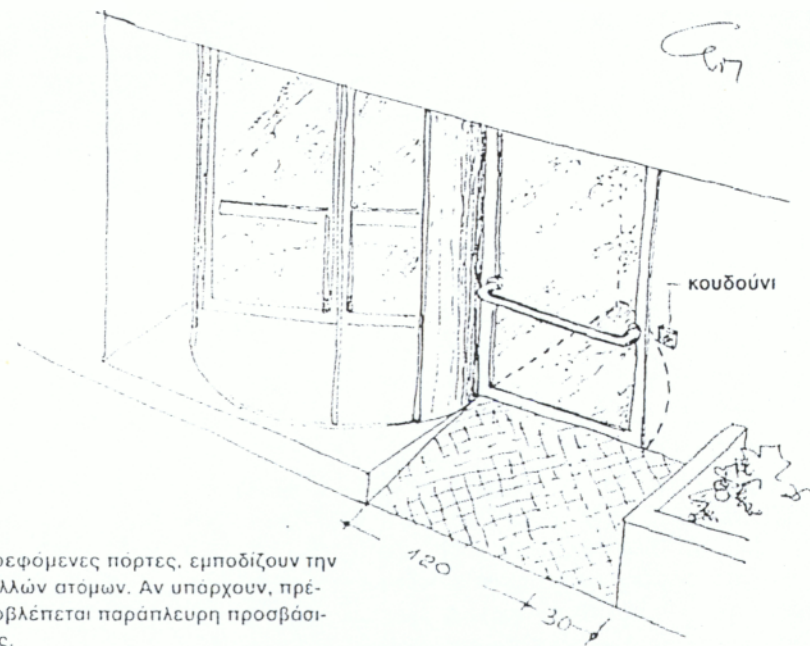 κουδούνι
120
30
ρεφόμενες πόρτες, εμποδίζουν την
λλών ατόμων. Αν υπάρχουν, πρέ-
οβλέπεται παράπλευρη προσβάσι-
ς.